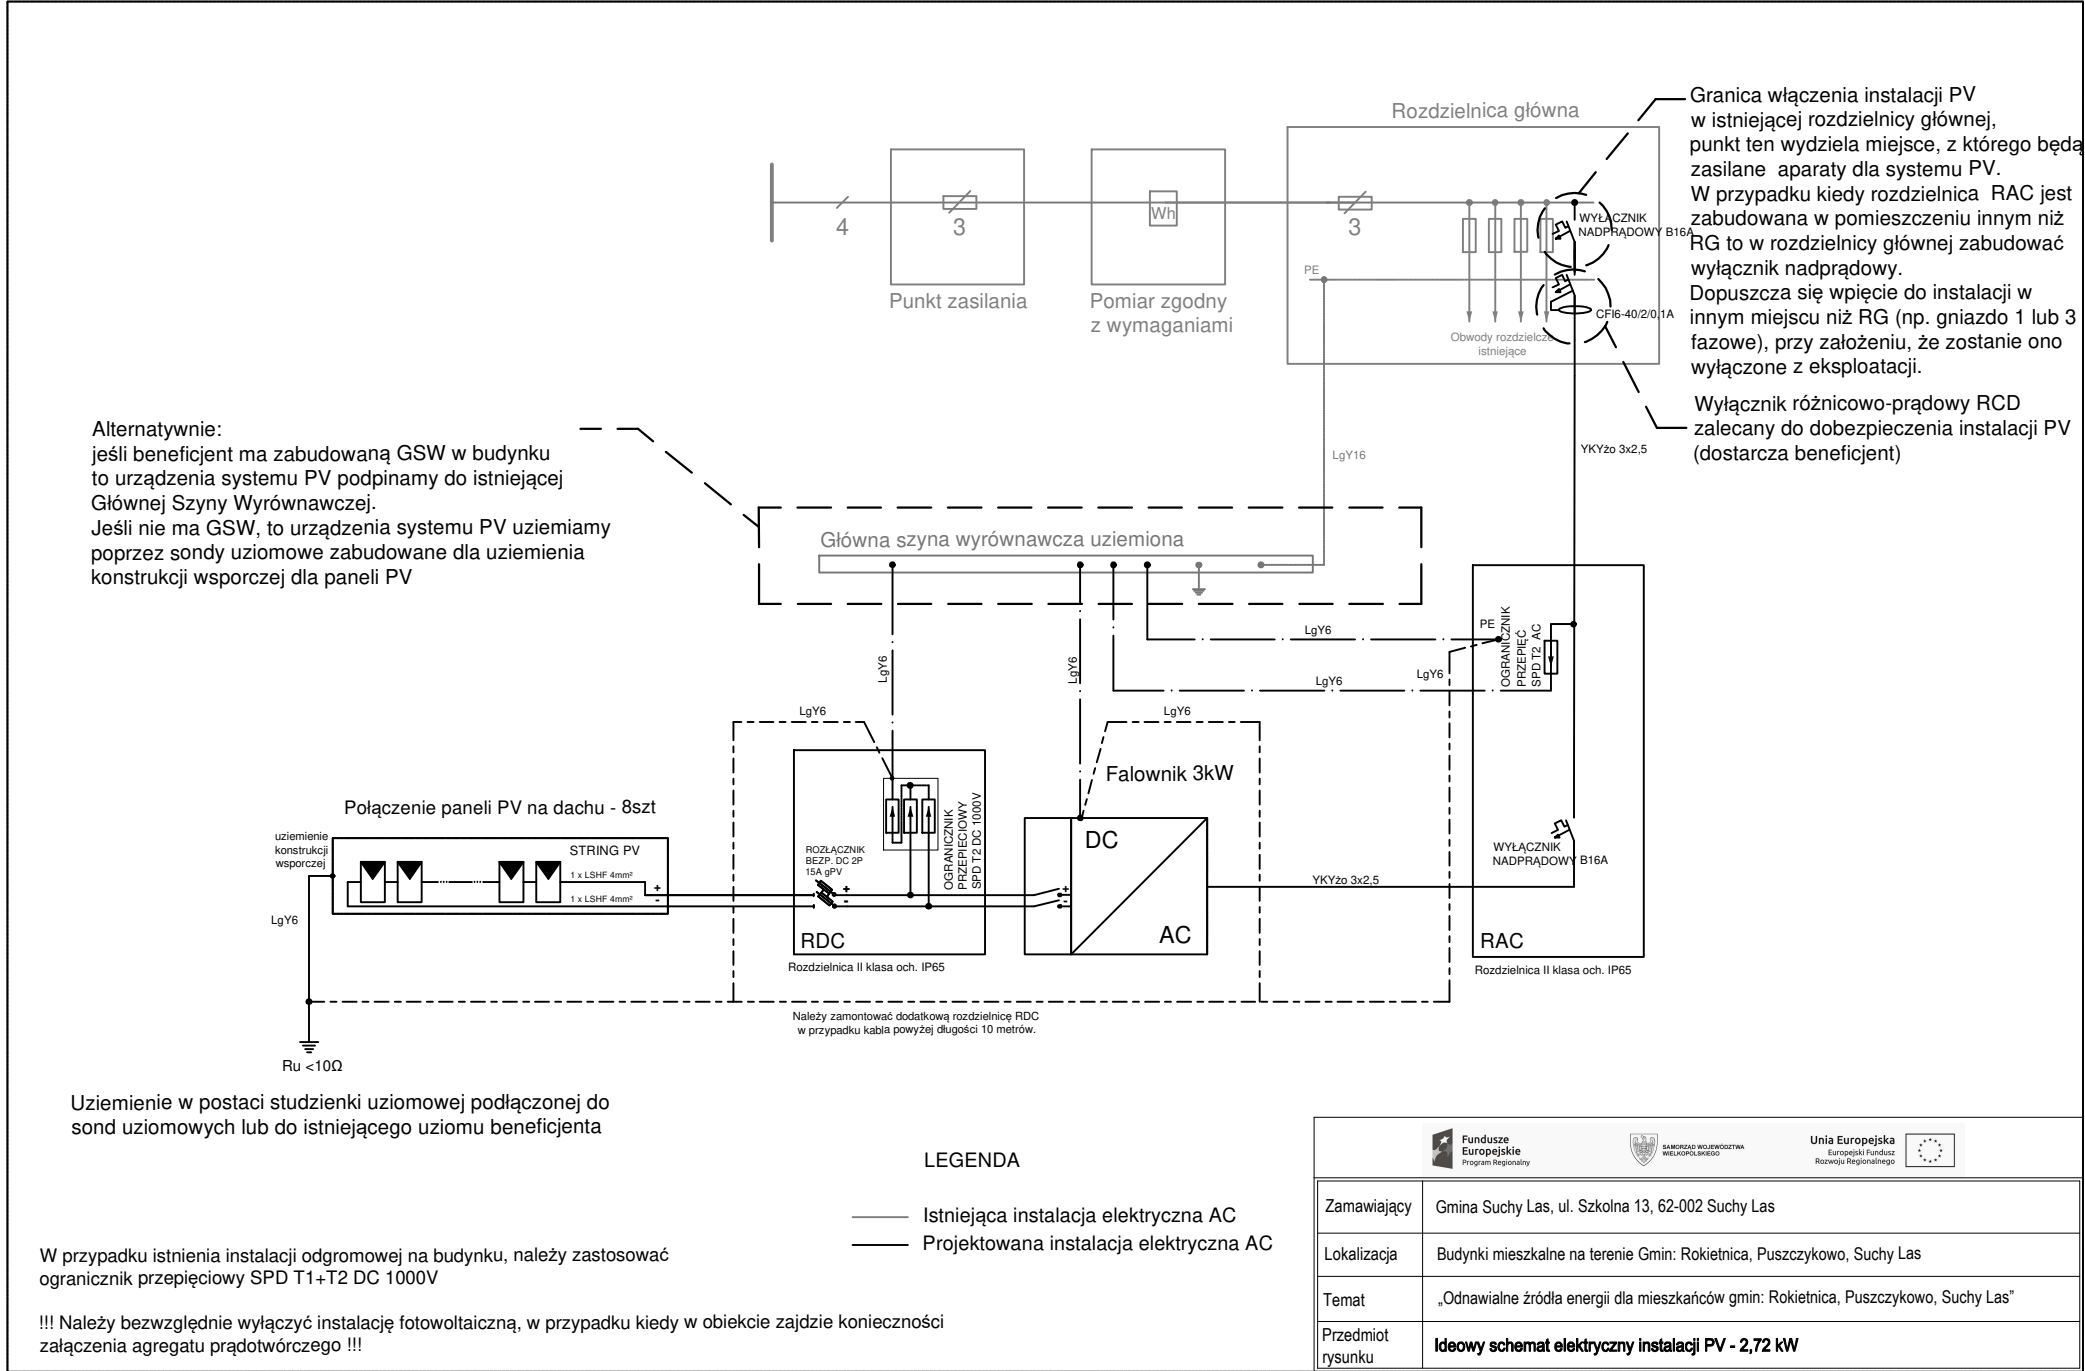 Rozdzielnica główna
Granica włączenia instalacji PV
w istniejącej rozdzielnicy głównej,
punkt ten wydziela miejsce, z którego będą
zasilane aparaty dla systemu PV.
W przypadku kiedy rozdzielnica RAC jest
zabudowana w pomieszczeniu innym niż
RG to w rozdzielnicy głównej zabudować
wyłącznik nadprądowy.
Dopuszcza się wpięcie do instalacji w
innym miejscu niż RG (np. gniazdo 1 lub 3
fazowe), przy założeniu, że zostanie ono
wyłączone z eksploatacji.
Wyłącznik różnicowo-prądowy RCD
zalecany do dobezpieczenia instalacji PV
(dostarcza beneficjent)
4
3
Wh
3
WYŁĄCZNIK
NADPRĄDOWY B16A
PE
CFI6-40/2/0,1A
Obwody rozdzielcze
istniejące
Punkt zasilania
Pomiar zgodny
z wymaganiami
LgY16
YKYżo 3x2,5
Alternatywnie:
jeśli beneficjent ma zabudowaną GSW w budynku
to urządzenia systemu PV podpinamy do istniejącej
Głównej Szyny Wyrównawczej.
Jeśli nie ma GSW, to urządzenia systemu PV uziemiamy
poprzez sondy uziomowe zabudowane dla uziemienia
konstrukcji wsporczej dla paneli PV
Główna szyna wyrównawcza uziemiona
LgY6
LgY6
LgY6
LgY6
LgY6
PE
OGRANICZNIK
PRZEPIĘĆ
SPD T2 AC
LgY6
LgY6
Falownik 3kW
Połączenie paneli PV na dachu - 8szt
uziemienie
konstrukcji
wsporczej
STRING PV
1 x LSHF 4mm²
1 x LSHF 4mm²
+
-
LgY6
ROZŁĄCZNIK
BEZP. DC 2P
15A gPV
+
-
OGRANICZNIK
PRZEPIECIOWY
SPD T2 DC 1000V
RDC
Rozdzielnica II klasa och. IP65
+
-
DC
AC
YKYżo 3x2,5
WYŁĄCZNIK
NADPRĄDOWY B16A
RAC
Rozdzielnica II klasa och. IP65
Należy zamontować dodatkową rozdzielnicę RDC
w przypadku kabla powyżej długości 10 metrów.
Ru <10Ω
Uziemienie w postaci studzienki uziomowej podłączonej do
sond uziomowych lub do istniejącego uziomu beneficjenta
LEGENDA
Istniejąca instalacja elektryczna AC
Projektowana instalacja elektryczna AC
W przypadku istnienia instalacji odgromowej na budynku, należy zastosować
ogranicznik przepięciowy SPD T1+T2 DC 1000V
!!! Należy bezwzględnie wyłączyć instalację fotowoltaiczną, w przypadku kiedy w obiekcie zajdzie konieczności
załączenia agregatu prądotwórczego !!!
Fundusze
Europejskie
Program Regionalny
SAMORZĄD WOJEWÓDZTWA
WIELKOPOLSKIEGO
Unia Europejska
Europejski Fundusz
Rozwoju Regionalnego
Zamawiający Gmina Suchy Las, ul. Szkolna 13, 62-002 Suchy Las
Lokalizacja Budynki mieszkalne na terenie Gmin: Rokietnica, Puszczykowo, Suchy Las
Temat „Odnawialne źródła energii dla mieszkańców gmin: Rokietnica, Puszczykowo, Suchy Las”
Przedmiot
rysunku
Ideowy schemat elektryczny instalacji PV - 2,72 kW